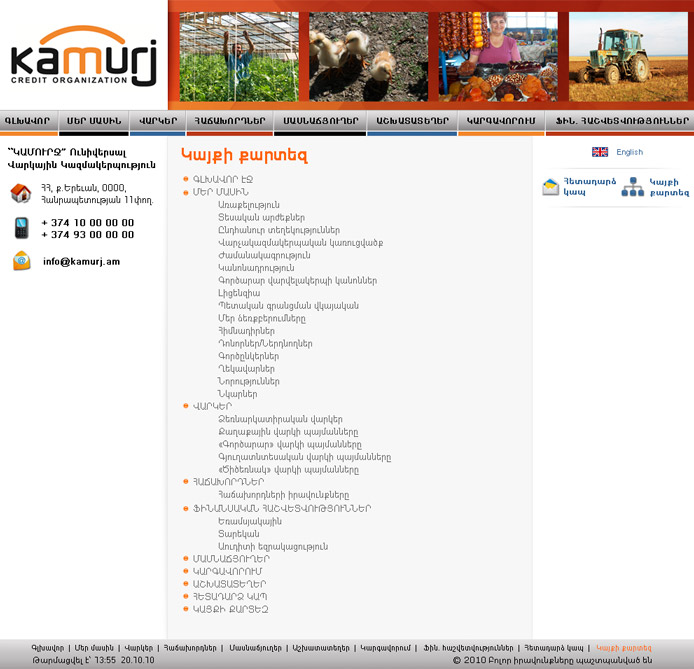 kamurj
CREDIT ORGANIZATION
ԳԼԽԱՎՈՐ ՄԵՐ ՄԱՍԻՆ ՎԱՐԿԵՐ ՀԱՃԱԽՈՐԴՆԵՐ ՄԱՍՆԱՃՅՈՒՂԵՐ ԱՇԽԱՏԱՏԵՂԵՐ ԿԱՐԳԱՎՈՐՈՒՄ ՖԻՆ. ՀԱՇՎԵՏՎՈՒԹՅՈՒՆՆԵՐ
``ԿԱՄՈՒՐՋ” Ունիվերսալ
Վարկային Կազմակերպություն
ՀՀ, ք.Երևան, 0000,
Հանրապետության 11փող.
+ 374 10 00 00 00
+ 374 93 00 00 00
info@kamurj.am
Կայքի քարտեզ
ԳԼԽԱՎՈՐ ԷՋ
ՄԵՐ ՄԱՍԻՆ
Առաքելություն
Տեսական արժեքներ
Ընդհանուր տեղեկություններ
Վարչակազմակերպական կառուցվածք
Ժամանակագրություն
Կանոնադրություն
Գործարար վարվելակերպի կանոններ
Լիցենզիա
Պետական գրանցման վկայական
Մեր ձեռքբերումները
Հիմնադիրներ
Դոնորներ/Ներդնողներ
Գործընկերներ
Ղեկավարներ
Նորություններ
Նկարներ
ՎԱՐԿԵՐ
Ձեռնարկատիրական վարկեր
Քաղաքային վարկի պայմանները
«Գործարար» վարկի պայմանները
Գյուղատնտեսական վարկի պայմանները
«Ծիծեռնակ» վարկի պայմանները
ՀԱՃԱԽՈՐԴՆԵՐ
Հաճախորդների իրավունքները
ՖԻՆԱՆՍԱԿԱՆ ՀԱՇՎԵՏՎՈՒԹՅՈՒՆՆԵՐ
Եռամսյակային
Տարեկան
Աուդիտի եզրակացություն
ՄԱՍՆԱՃՅՈՒՂԵՐ
ԿԱՐԳԱՎՈՐՈՒՄ
ԱՇԽԱՏԱՏԵՂԵՐ
ՀԵՏԱԴԱՐՁ ԿԱՊ
ԿԱՅՔԻ ՔԱՐՏԵԶ
English
Հետադարձ կապ
Կայքի քարտեզ
Գլխավոր | Մեր մասին | Վարկեր | Հաճախորդներ | Մասնաճյուղեր | Աշխատատեղեր | Կարգավորում | Ֆին. հաշվետվություններ | Հետադարձ կապ | Կայքի քարտեզ
Թարմացվել է՝ 13:55 20.10.10
© 2010 Բոլոր իրավունքները պաշտպանված են